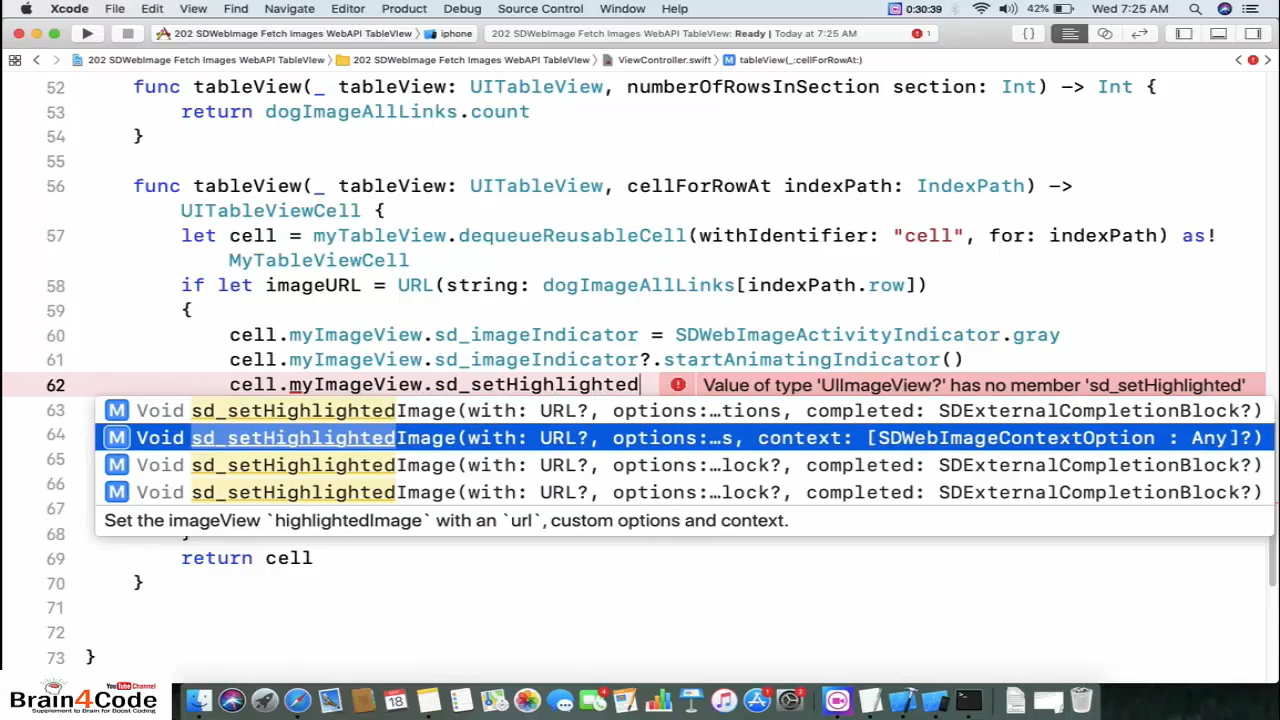 Xcode File Edit View Find Navigate Editor Product Debug Source Control Window Help 0:30:39 42% Wed 7:25 AM
202 SDWebImage Fetch Images WebAPI TableVIew iphone 202 SDWebImage Fetch Images WebAPI TableVIew: Ready | Today at 7:25 AM 1
202 SDWebImage Fetch Images WebAPI TableVIew 202 SDWebImage Fetch Images WebAPI TableVIew ViewController.swift tableView(_:cellForRowAt:)
52 func tableView(_ tableView: UITableView, numberOfRowsInSection section: Int) -> Int {
53 return dogImageAllLinks.count
54 }
55
56 func tableView(_ tableView: UITableView, cellForRowAt indexPath: IndexPath) ->
UITableViewCell {
57 let cell = myTableView.dequeueReusableCell(withIdentifier: "cell", for: indexPath) as!
MyTableViewCell
58 if let imageURL = URL(string: dogImageAllLinks[indexPath.row])
59 {
60 cell.myImageView.sd_imageIndicator = SDWebImageActivityIndicator.gray
61 cell.myImageView.sd_imageIndicator?.startAnimatingIndicator()
62 cell.myImageView.sd_setHighlighted Value of type 'UIImageView?' has no member 'sd_setHighlighted'
63 M Void sd_setHighlightedImage(with: URL?, options:…tions, completed: SDExternalCompletionBlock?)
64 M Void sd_setHighlightedImage(with: URL?, options:…s, context: [SDWebImageContextOption : Any]?)
65 M Void sd_setHighlightedImage(with: URL?, options:…lock?, completed: SDExternalCompletionBlock?)
66 M Void sd_setHighlightedImage(with: URL?, options:…lock?, completed: SDExternalCompletionBlock?)
67 Set the imageView `highlightedImage` with an `url`, custom options and context.
68 }
69 return cell
70 }
71
72
73 }
YouTube Channel
Brain4Code
Supplement to Brain for Boost Coding